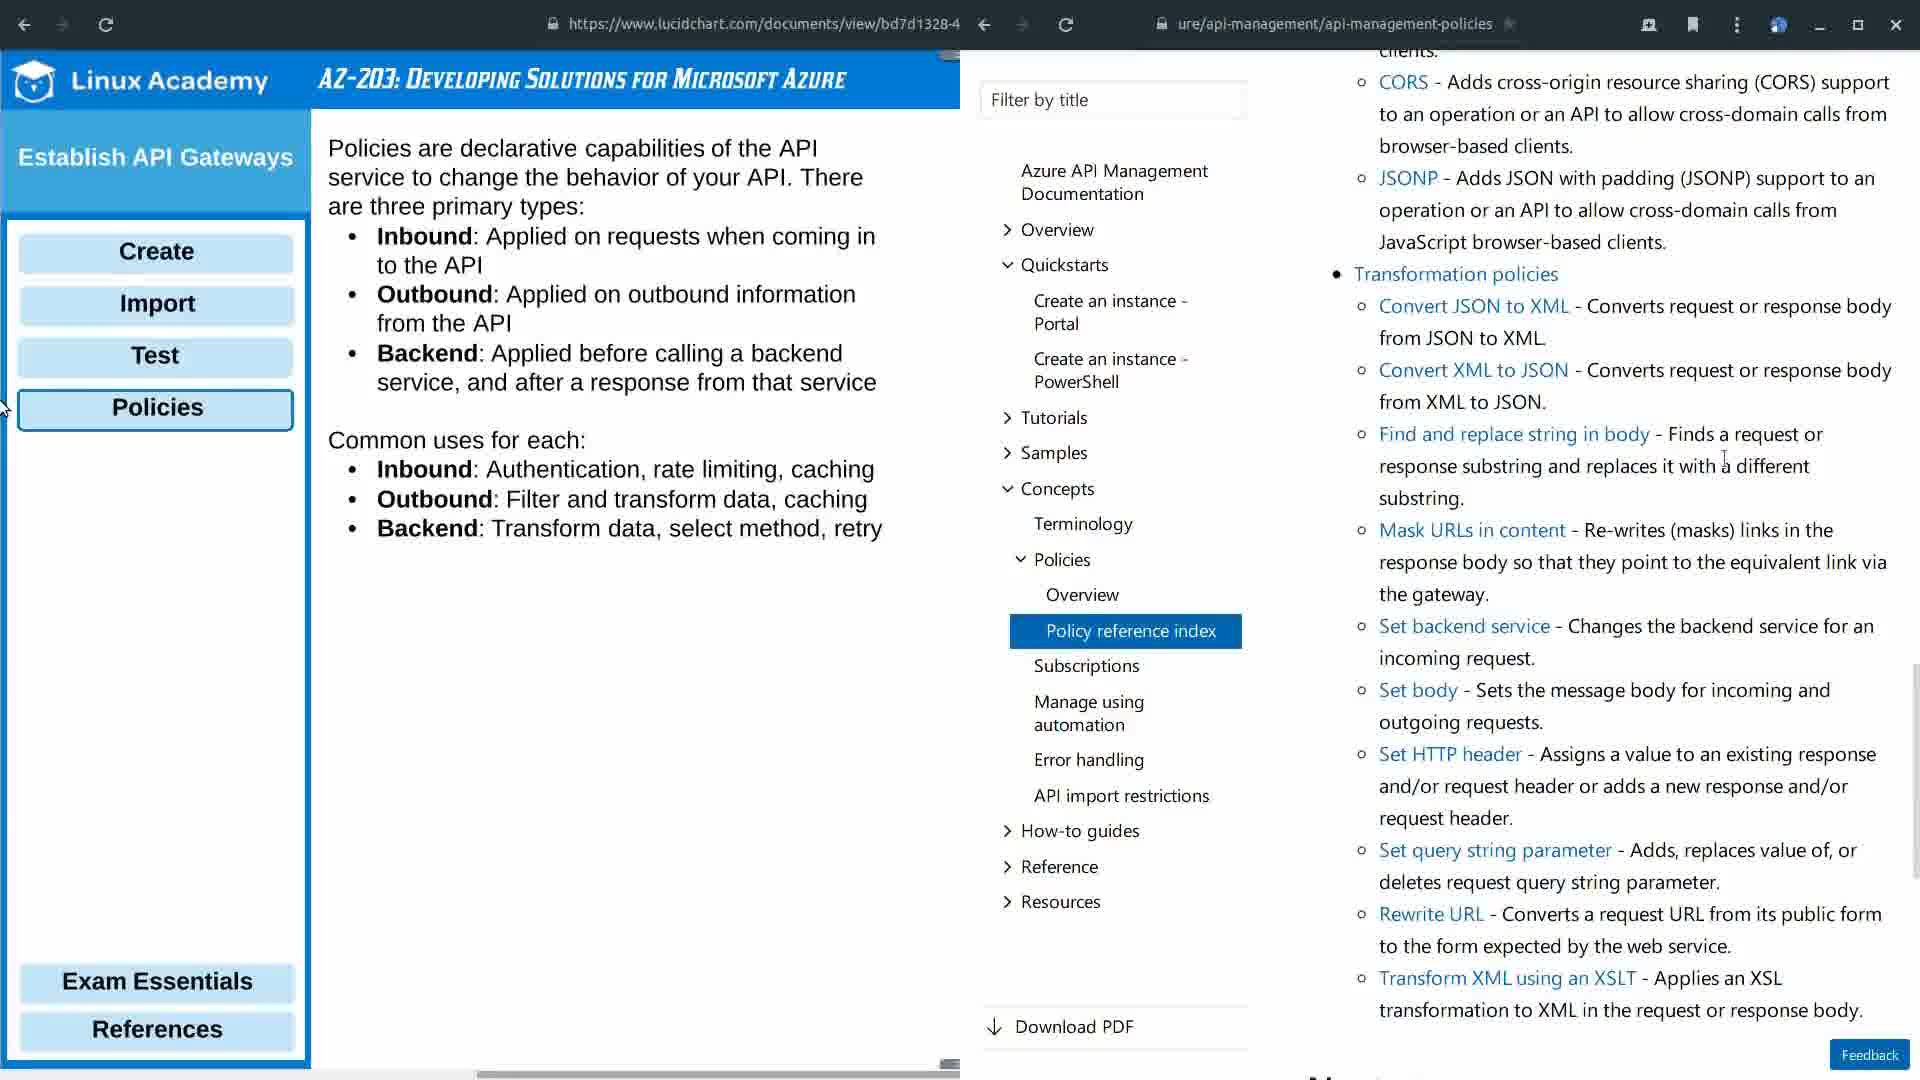 https://www.lucidchart.com/documents/view/bd7d1328-4
Linux Academy
AZ-203: Developing Solutions for Microsoft Azure
Establish API Gateways
Create
Import
Test
Policies
Exam Essentials
References
Policies are declarative capabilities of the API
service to change the behavior of your API. There
are three primary types:
• Inbound: Applied on requests when coming in
to the API
• Outbound: Applied on outbound information
from the API
• Backend: Applied before calling a backend
service, and after a response from that service
Common uses for each:
• Inbound: Authentication, rate limiting, caching
• Outbound: Filter and transform data, caching
• Backend: Transform data, select method, retry
ure/api-management/api-management-policies
Filter by title
Azure API Management
Documentation
Overview
Quickstarts
Create an instance -
Portal
Create an instance -
PowerShell
Tutorials
Samples
Concepts
Terminology
Policies
Overview
Policy reference index
Subscriptions
Manage using
automation
Error handling
API import restrictions
How-to guides
Reference
Resources
Download PDF
clients.
CORS - Adds cross-origin resource sharing (CORS) support
to an operation or an API to allow cross-domain calls from
browser-based clients.
JSONP - Adds JSON with padding (JSONP) support to an
operation or an API to allow cross-domain calls from
JavaScript browser-based clients.
• Transformation policies
Convert JSON to XML - Converts request or response body
from JSON to XML.
Convert XML to JSON - Converts request or response body
from XML to JSON.
Find and replace string in body - Finds a request or
response substring and replaces it with a different
substring.
Mask URLs in content - Re-writes (masks) links in the
response body so that they point to the equivalent link via
the gateway.
Set backend service - Changes the backend service for an
incoming request.
Set body - Sets the message body for incoming and
outgoing requests.
Set HTTP header - Assigns a value to an existing response
and/or request header or adds a new response and/or
request header.
Set query string parameter - Adds, replaces value of, or
deletes request query string parameter.
Rewrite URL - Converts a request URL from its public form
to the form expected by the web service.
Transform XML using an XSLT - Applies an XSL
transformation to XML in the request or response body.
Feedback